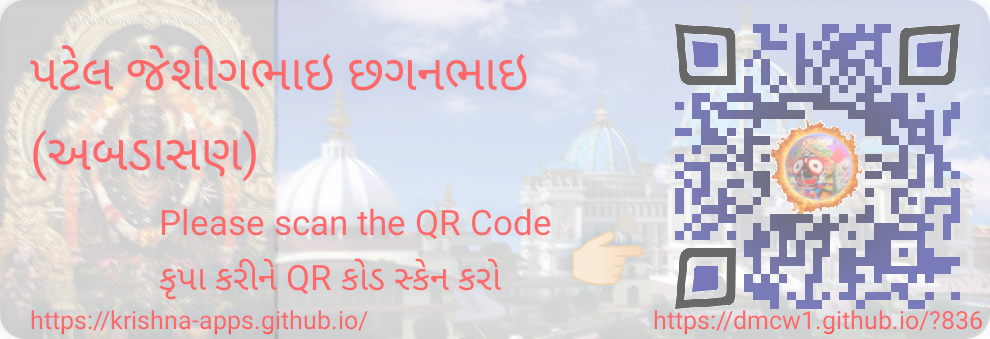 પટેલ જેશીગભાઇ છગનભાઇ
(અબડાસણ)
Please scan the QR Code
કૃપા કરીને QR કોડ સ્કેન કરો
https://krishna-apps.github.io/
https://dmcw1.github.io/?836